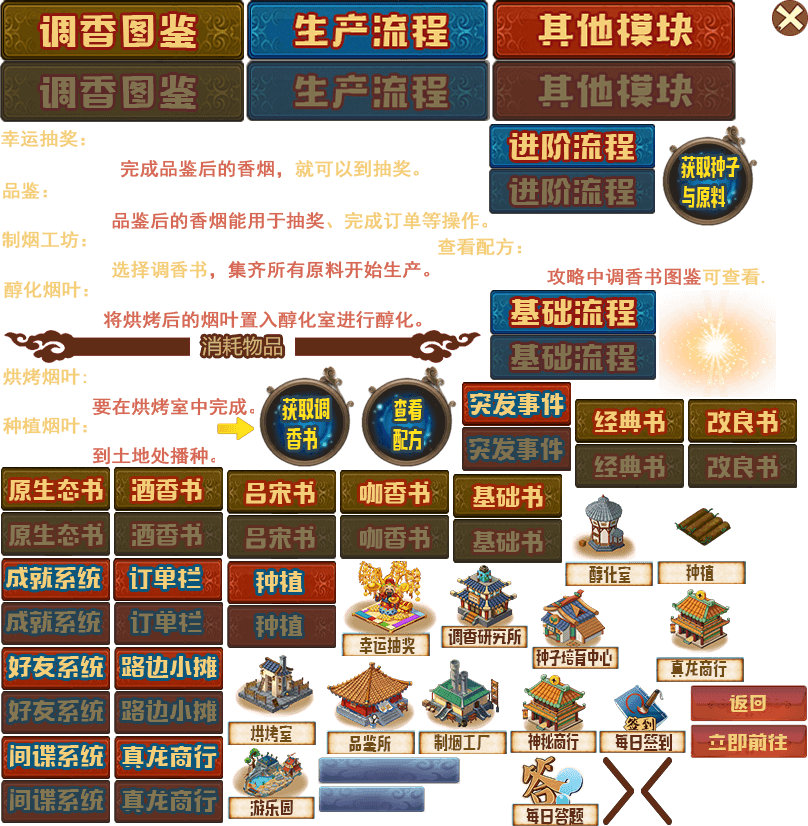 调香图鉴 生产流程 其他模块
调香图鉴 生产流程 其他模块
幸运抽奖：
完成品鉴后的香烟，就可以到抽奖。
进阶流程
进阶流程
获取种子
与原料
品鉴：
品鉴后的香烟能用于抽奖、完成订单等操作。
制烟工坊：
选择调香书，集齐所有原料开始生产。
查看配方：
攻略中调香书图鉴可查看.
醇化烟叶：
将烘烤后的烟叶置入醇化室进行醇化。
基础流程
基础流程
消耗物品
烘烤烟叶：
要在烘烤室中完成。
种植烟叶：
到土地处播种。
获取调
香书
查看
配方
突发事件
突发事件
经典书 改良书
经典书 改良书
原生态书 酒香书 吕宋书 咖香书 基础书
原生态书 酒香书 吕宋书 咖香书 基础书
醇化室 种植
成就系统 订单栏 种植
成就系统 订单栏 种植
幸运抽奖 调香研究所 种子培育中心 真龙商行
好友系统 路边小摊
好友系统 路边小摊
烘烤室 品鉴所 制烟工厂 神秘商行 签到 每日签到
返回
立即前往
间谍系统 真龙商行
间谍系统 真龙商行
游乐园
答?
每日答题